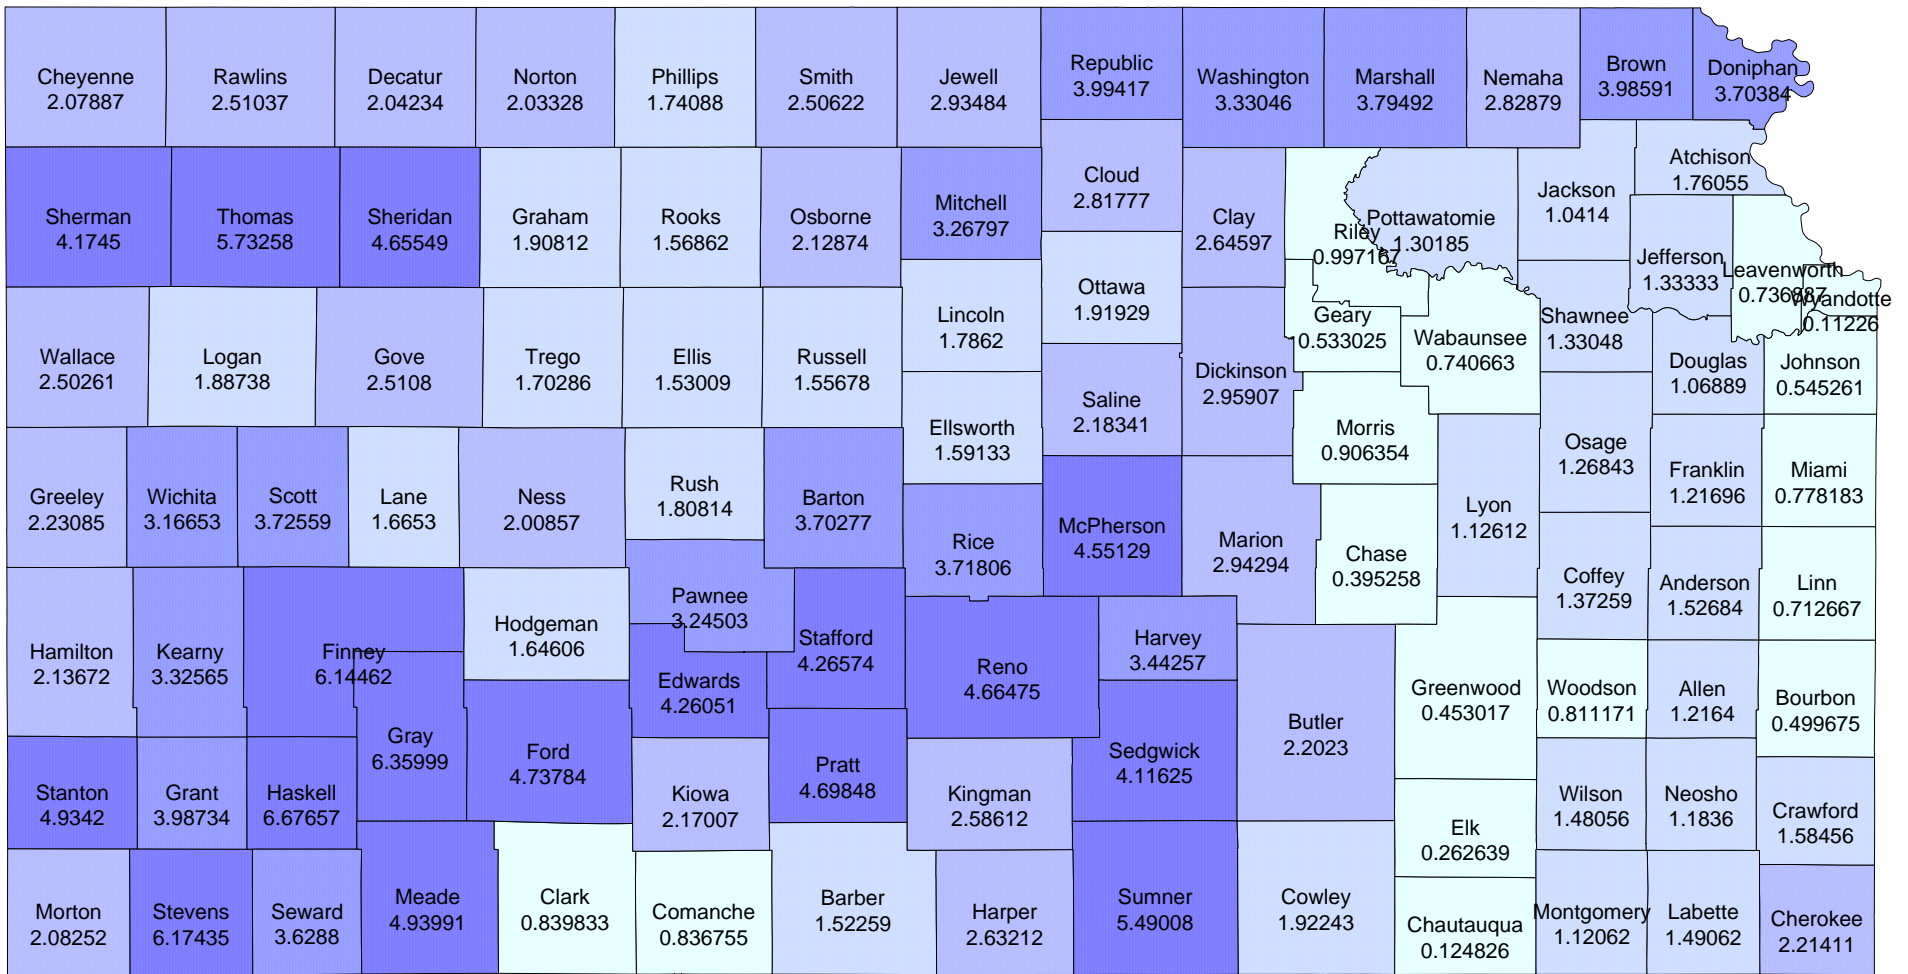 Cheyenne
2.07887
Rawlins
2.51037
Decatur
2.04234
Norton
2.03328
Phillips
1.74088
Smith
2.50622
Jewell
2.93484
Republic
3.99417
Washington
3.33046
Marshall
3.79492
Nemaha
2.82879
Brown
3.98591
Doniphan
3.70384
Sherman
4.1745
Thomas
5.73258
Sheridan
4.65549
Graham
1.90812
Rooks
1.56862
Osborne
2.12874
Mitchell
3.26797
Cloud
2.81777
Clay
2.64597
Riley
0.997167
Pottawatomie
1.30185
Jackson
1.0414
Atchison
1.76055
Jefferson
1.33333
Leavenworth
0.736887
Wyandotte
0.11226
Wallace
2.50261
Logan
1.88738
Gove
2.5108
Trego
1.70286
Ellis
1.53009
Russell
1.55678
Lincoln
1.7862
Ottawa
1.91929
Saline
2.18341
Dickinson
2.95907
Geary
0.533025
Wabaunsee
0.740663
Shawnee
1.33048
Douglas
1.06889
Johnson
0.545261
Greeley
2.23085
Wichita
3.16653
Scott
3.72559
Lane
1.6653
Ness
2.00857
Rush
1.80814
Barton
3.70277
Ellsworth
1.59133
Rice
3.71806
McPherson
4.55129
Marion
2.94294
Morris
0.906354
Chase
0.395258
Lyon
1.12612
Osage
1.26843
Franklin
1.21696
Miami
0.778183
Hamilton
2.13672
Kearny
3.32565
Finney
6.14462
Hodgeman
1.64606
Pawnee
3.24503
Stafford
4.26574
Edwards
4.26051
Reno
4.66475
Harvey
3.44257
Coffey
1.37259
Anderson
1.52684
Linn
0.712667
Gray
6.35999
Ford
4.73784
Pratt
4.69848
Sedgwick
4.11625
Butler
2.2023
Greenwood
0.453017
Woodson
0.811171
Allen
1.2164
Bourbon
0.499675
Stanton
4.9342
Grant
3.98734
Haskell
6.67657
Kiowa
2.17007
Kingman
2.58612
Elk
0.262639
Wilson
1.48056
Neosho
1.1836
Crawford
1.58456
Morton
2.08252
Stevens
6.17435
Seward
3.6288
Meade
4.93991
Clark
0.839833
Comanche
0.836755
Barber
1.52259
Harper
2.63212
Sumner
5.49008
Cowley
1.92243
Chautauqua
0.124826
Montgomery
1.12062
Labette
1.49062
Cherokee
2.21411